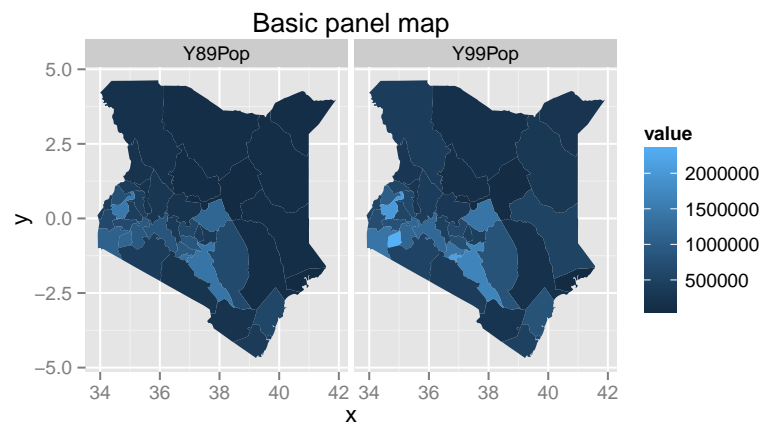 Basic panel map
Y89Pop
Y99Pop
5.0
2.5
0.0
−2.5
−5.0
y
34 36 38 40 42
34 36 38 40 42
x
value
2000000
1500000
1000000
500000